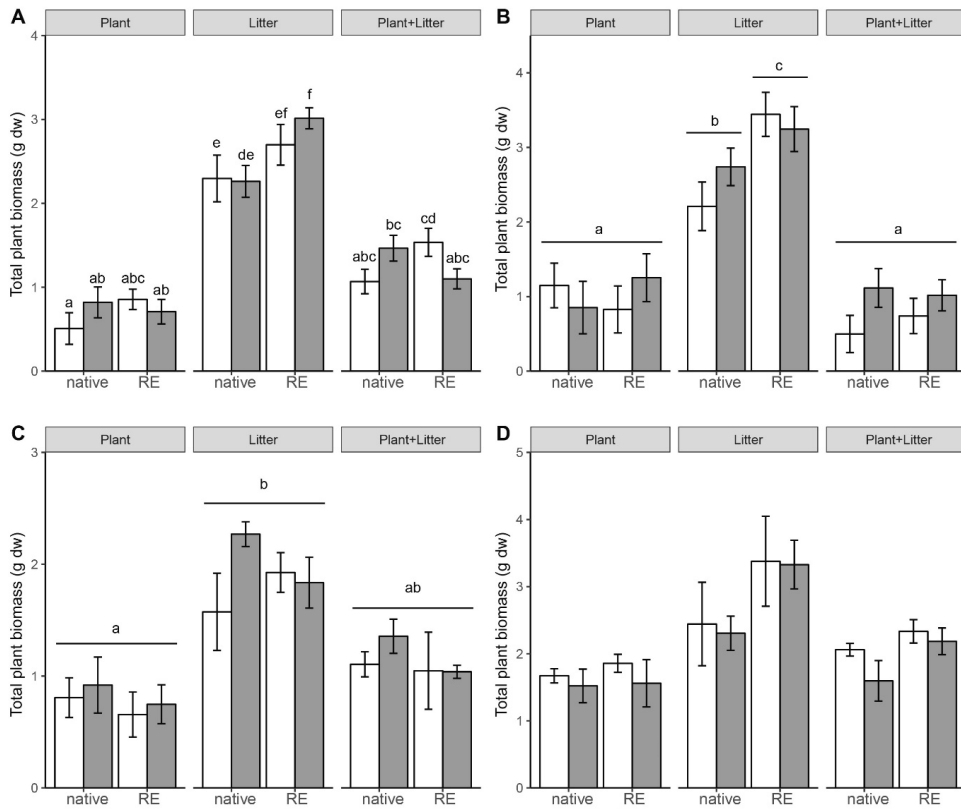 A
Plant
Litter
Plant+Litter
Total plant biomass (g dw)
4
3
2
1
0
a
ab
abc
ab
e
de
ef
f
abc
bc
cd
abc
native
RE
native
RE
native
RE
B
Plant
Litter
Plant+Litter
Total plant biomass (g dw)
4
3
2
1
0
a
b
c
a
native
RE
native
RE
native
RE
C
Plant
Litter
Plant+Litter
Total plant biomass (g dw)
3
2
1
0
a
b
ab
native
RE
native
RE
native
RE
D
Plant
Litter
Plant+Litter
Total plant biomass (g dw)
5
4
3
2
1
0
native
RE
native
RE
native
RE